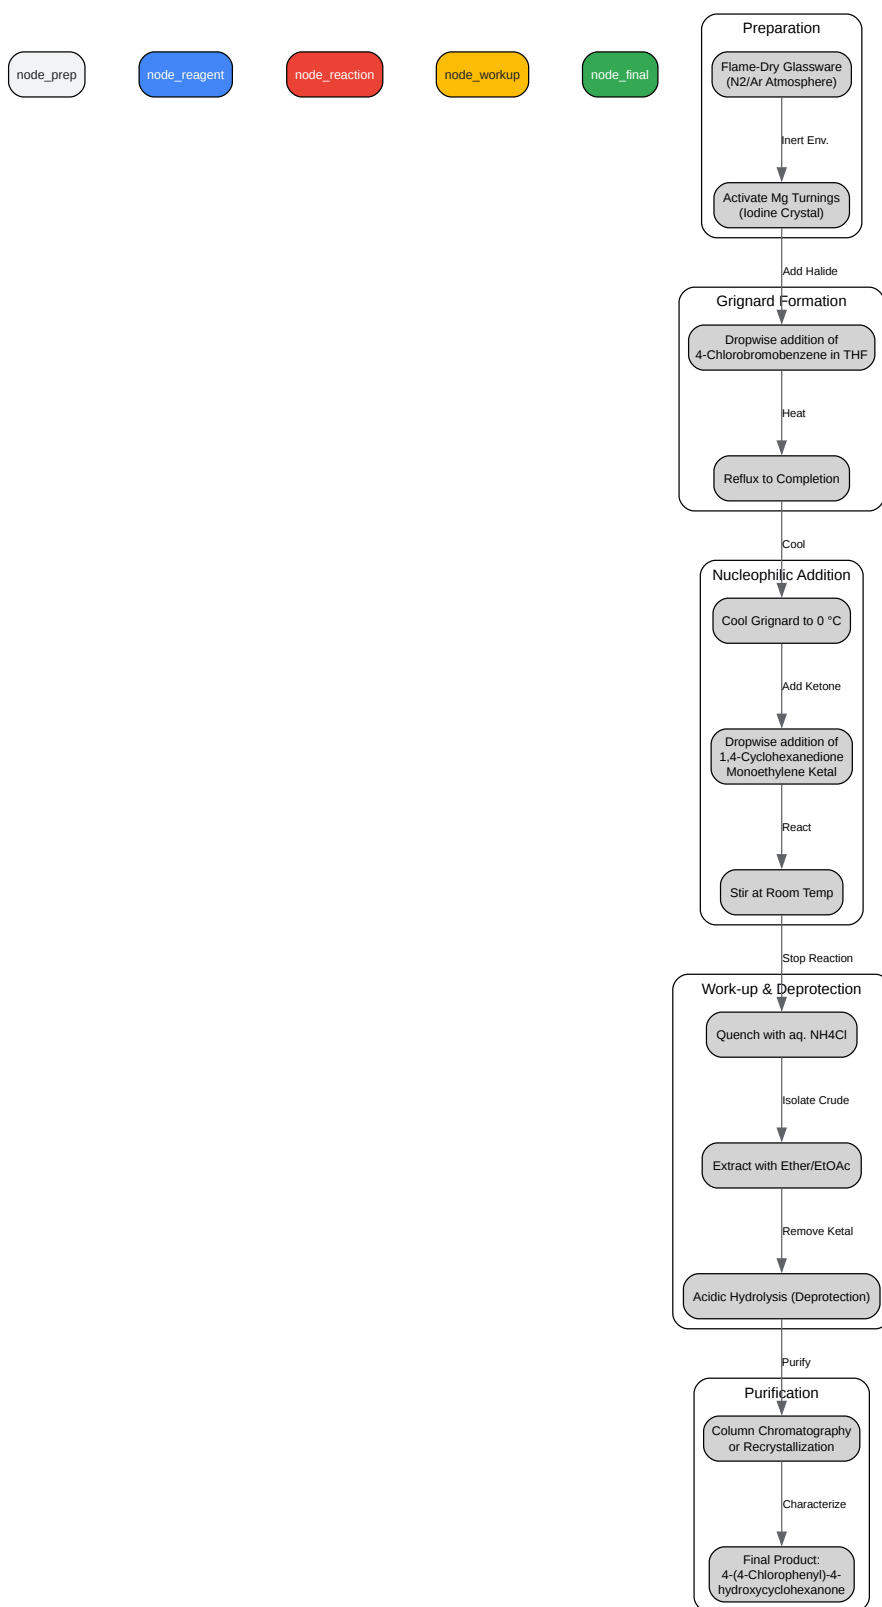 Preparation
node_prep
node_reagent
node_reaction
node_workup
node_final
Flame-Dry Glassware
(N2/Ar Atmosphere)
Inert Env.
Activate Mg Turnings
(Iodine Crystal)
Add Halide
Grignard Formation
Dropwise addition of
4-Chlorobromobenzene in THF
Heat
Reflux to Completion
Cool
Nucleophilic Addition
Cool Grignard to 0 °C
Add Ketone
Dropwise addition of
1,4-Cyclohexanedione
Monoethylene Ketal
React
Stir at Room Temp
Stop Reaction
Work-up & Deprotection
Quench with aq. NH4Cl
Isolate Crude
Extract with Ether/EtOAc
Remove Ketal
Acidic Hydrolysis (Deprotection)
Purify
Purification
Column Chromatography
or Recrystallization
Characterize
Final Product:
4-(4-Chlorophenyl)-4-
hydroxycyclohexanone